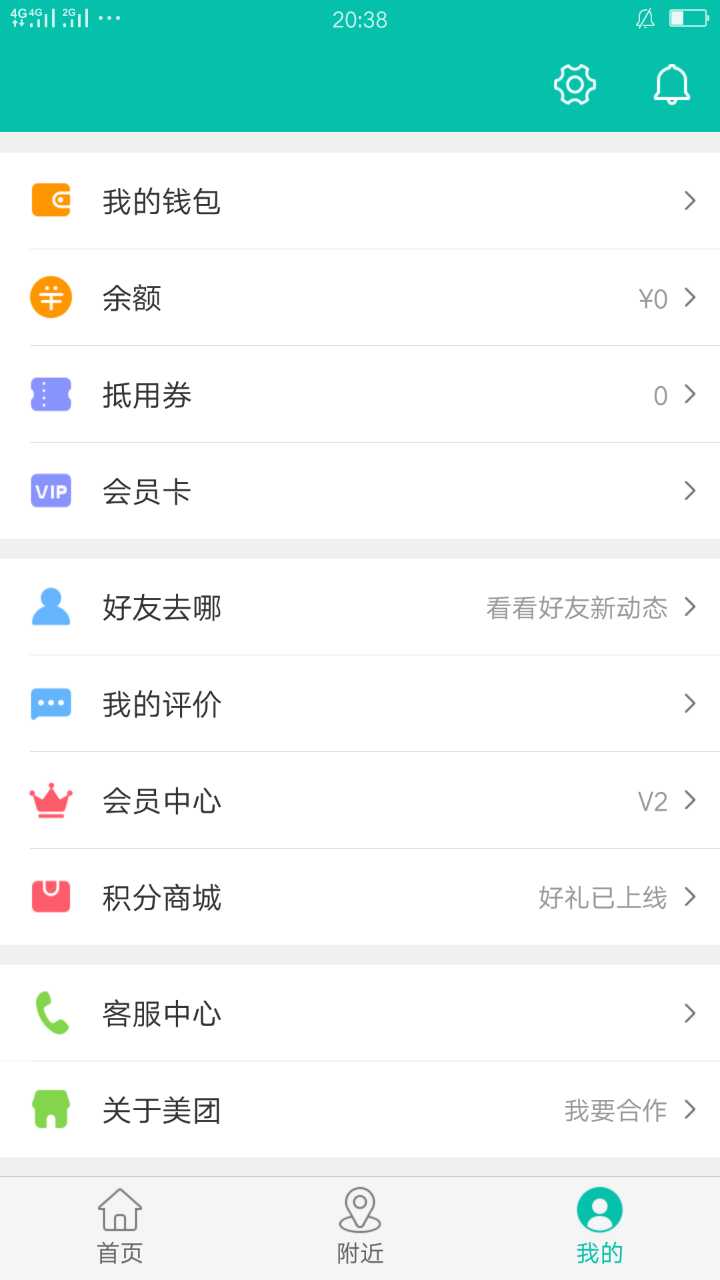 4G 4G 2G 20:38
我的钱包
余额 ¥0
抵用券 0
VIP 会员卡
好友去哪 看看好友新动态
我的评价
会员中心 V2
积分商城 好礼已上线
客服中心
关于美团 我要合作
首页 附近 我的